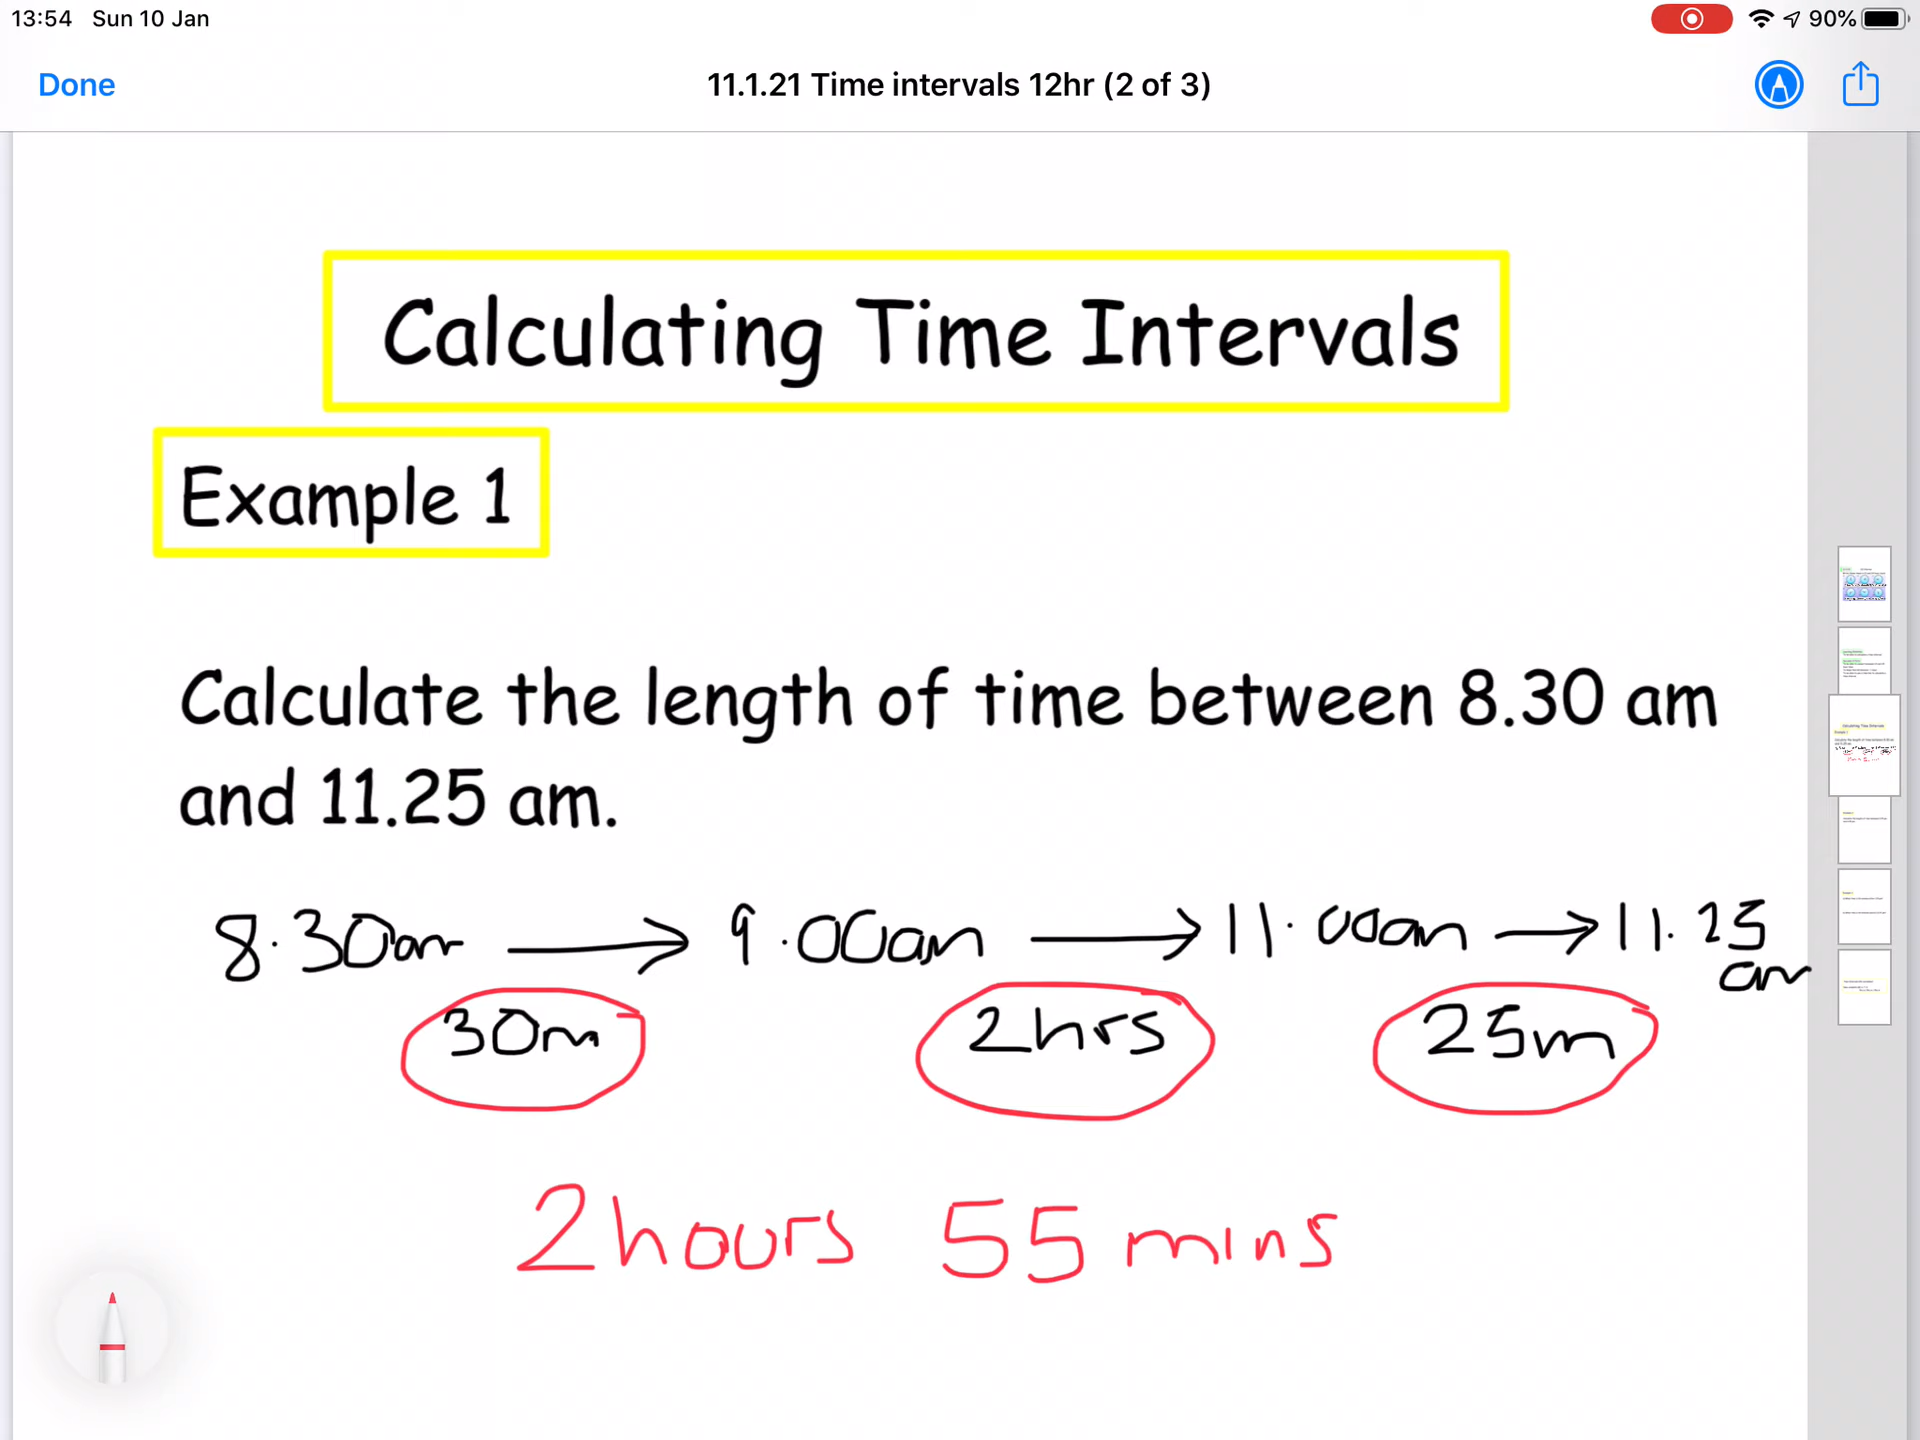 13:54 Sun 10 Jan
90%
Done
11.1.21 Time intervals 12hr (2 of 3)
Calculating Time Intervals
Example 1
Calculate the length of time between 8.30 am
and 11.25 am.
8.30am → 9.00am → 11.00am → 11.25
am
30m 2hrs 25m
2hours 55 mins